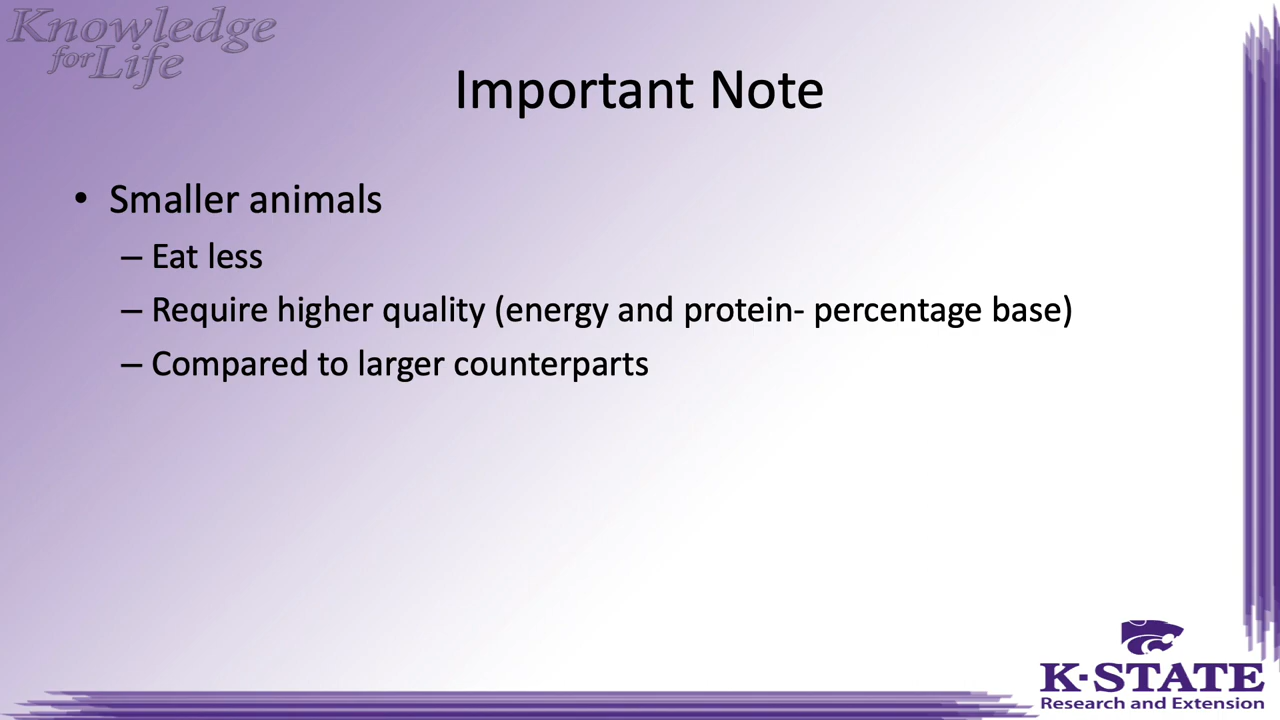 Knowledge
for Life
Important Note
• Smaller animals
– Eat less
– Require higher quality (energy and protein- percentage base)
– Compared to larger counterparts
K-STATE
Research and Extension